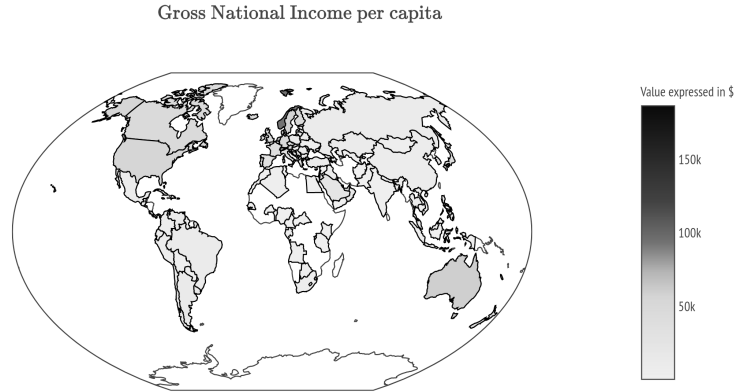 Gross National Income per capita
Value expressed in $
150k
100k
50k